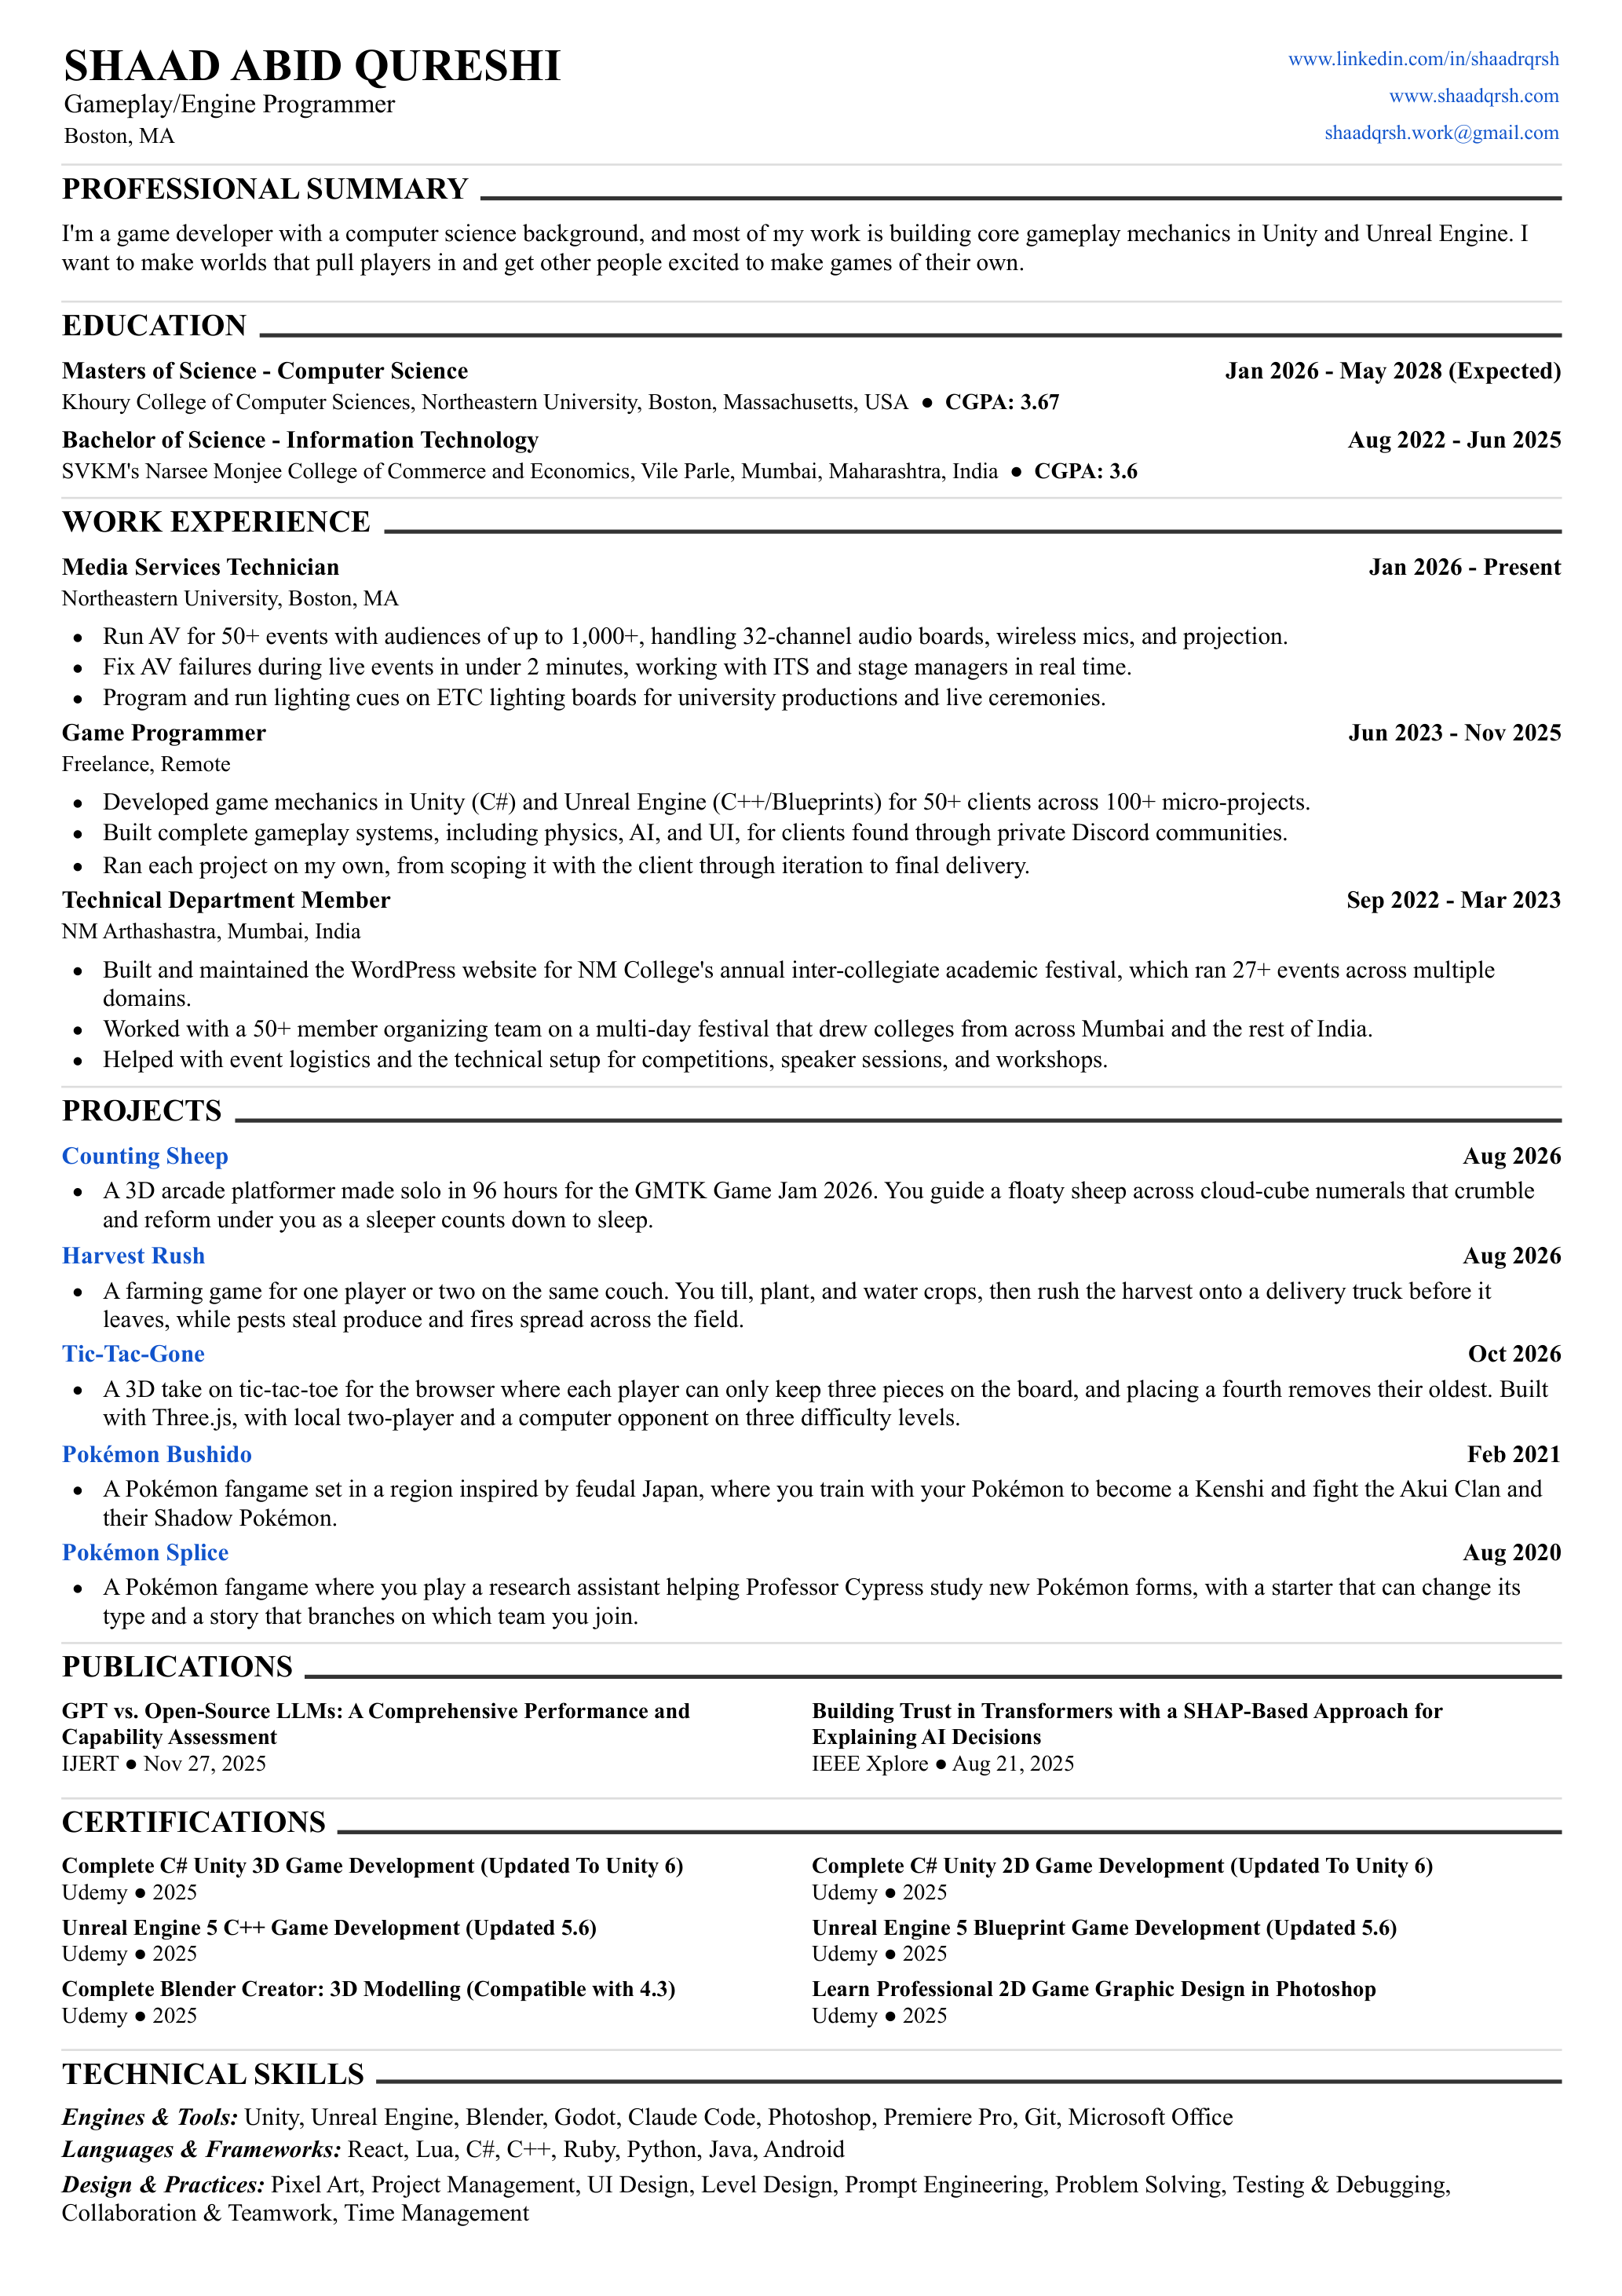 SHAAD ABID QURESHI
Gameplay/Engine Programmer
Boston, MA
www.linkedin.com/in/shaadrqrsh
www.shaadqrsh.com
shaadqrsh.work@gmail.com
PROFESSIONAL SUMMARY
I'm a game developer with a computer science background, and most of my work is building core gameplay mechanics in Unity and Unreal Engine. I
want to make worlds that pull players in and get other people excited to make games of their own.
EDUCATION
Masters of Science - Computer Science Jan 2026 - May 2028 (Expected)
Khoury College of Computer Sciences, Northeastern University, Boston, Massachusetts, USA ● CGPA: 3.67
Bachelor of Science - Information Technology Aug 2022 - Jun 2025
SVKM's Narsee Monjee College of Commerce and Economics, Vile Parle, Mumbai, Maharashtra, India ● CGPA: 3.6
WORK EXPERIENCE
Media Services Technician Jan 2026 - Present
Northeastern University, Boston, MA
● Run AV for 50+ events with audiences of up to 1,000+, handling 32-channel audio boards, wireless mics, and projection.
● Fix AV failures during live events in under 2 minutes, working with ITS and stage managers in real time.
● Program and run lighting cues on ETC lighting boards for university productions and live ceremonies.
Game Programmer Jun 2023 - Nov 2025
Freelance, Remote
● Developed game mechanics in Unity (C#) and Unreal Engine (C++/Blueprints) for 50+ clients across 100+ micro-projects.
● Built complete gameplay systems, including physics, AI, and UI, for clients found through private Discord communities.
● Ran each project on my own, from scoping it with the client through iteration to final delivery.
Technical Department Member Sep 2022 - Mar 2023
NM Arthashastra, Mumbai, India
● Built and maintained the WordPress website for NM College's annual inter-collegiate academic festival, which ran 27+ events across multiple
domains.
● Worked with a 50+ member organizing team on a multi-day festival that drew colleges from across Mumbai and the rest of India.
● Helped with event logistics and the technical setup for competitions, speaker sessions, and workshops.
PROJECTS
Counting Sheep Aug 2026
● A 3D arcade platformer made solo in 96 hours for the GMTK Game Jam 2026. You guide a floaty sheep across cloud-cube numerals that crumble
and reform under you as a sleeper counts down to sleep.
Harvest Rush Aug 2026
● A farming game for one player or two on the same couch. You till, plant, and water crops, then rush the harvest onto a delivery truck before it
leaves, while pests steal produce and fires spread across the field.
Tic-Tac-Gone Oct 2026
● A 3D take on tic-tac-toe for the browser where each player can only keep three pieces on the board, and placing a fourth removes their oldest. Built
with Three.js, with local two-player and a computer opponent on three difficulty levels.
Pokémon Bushido Feb 2021
● A Pokémon fangame set in a region inspired by feudal Japan, where you train with your Pokémon to become a Kenshi and fight the Akui Clan and
their Shadow Pokémon.
Pokémon Splice Aug 2020
● A Pokémon fangame where you play a research assistant helping Professor Cypress study new Pokémon forms, with a starter that can change its
type and a story that branches on which team you join.
PUBLICATIONS
GPT vs. Open-Source LLMs: A Comprehensive Performance and
Capability Assessment
IJERT ● Nov 27, 2025
Building Trust in Transformers with a SHAP-Based Approach for
Explaining AI Decisions
IEEE Xplore ● Aug 21, 2025
CERTIFICATIONS
Complete C# Unity 3D Game Development (Updated To Unity 6)
Udemy ● 2025
Complete C# Unity 2D Game Development (Updated To Unity 6)
Udemy ● 2025
Unreal Engine 5 C++ Game Development (Updated 5.6)
Udemy ● 2025
Unreal Engine 5 Blueprint Game Development (Updated 5.6)
Udemy ● 2025
Complete Blender Creator: 3D Modelling (Compatible with 4.3)
Udemy ● 2025
Learn Professional 2D Game Graphic Design in Photoshop
Udemy ● 2025
TECHNICAL SKILLS
Engines & Tools: Unity, Unreal Engine, Blender, Godot, Claude Code, Photoshop, Premiere Pro, Git, Microsoft Office
Languages & Frameworks: React, Lua, C#, C++, Ruby, Python, Java, Android
Design & Practices: Pixel Art, Project Management, UI Design, Level Design, Prompt Engineering, Problem Solving, Testing & Debugging,
Collaboration & Teamwork, Time Management